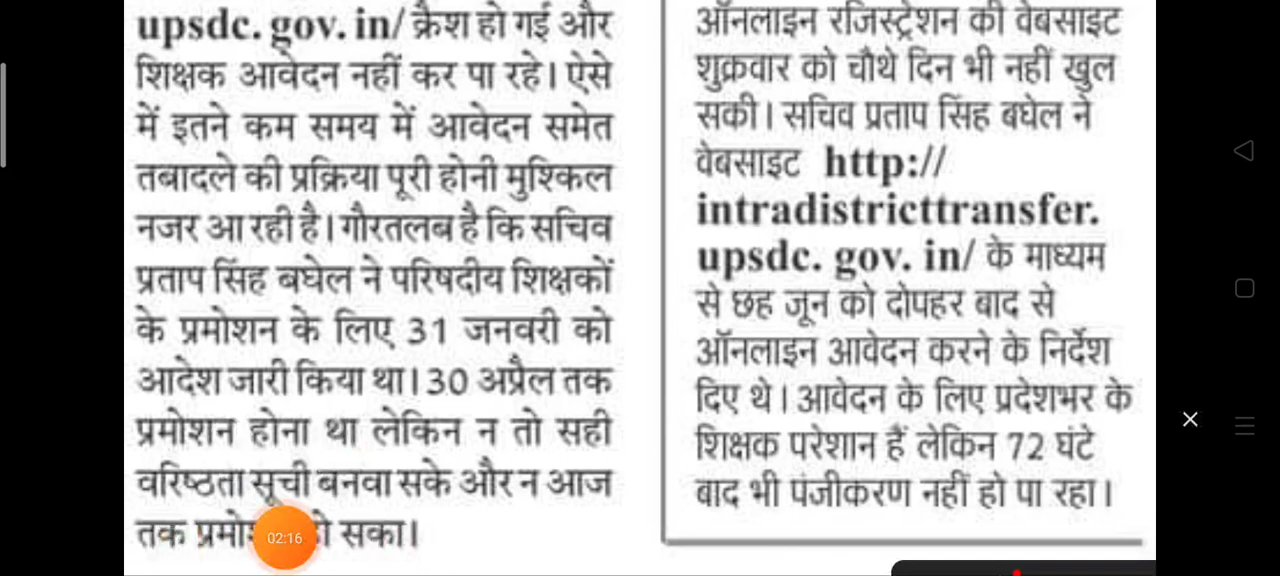 upsdc. gov. in/ क्रैश हो गई और
शिक्षक आवेदन नहीं कर पा रहे। ऐसे
में इतने कम समय में आवेदन समेत
तबादले की प्रक्रिया पूरी होनी मुश्किल
नजर आ रही है। गौरतलब है कि सचिव
प्रताप सिंह बघेल ने परिषदीय शिक्षकों
के प्रमोशन के लिए 31 जनवरी को
आदेश जारी किया था। 30 अप्रैल तक
प्रमोशन होना था लेकिन न तो सही
वरिष्ठता सूची बनवा सके और न आज
तक सका।
02:16
ऑनलाइन रजिस्ट्रेशन की वेबसाइट
शुक्रवार को चौथे दिन भी नहीं खुल
सकी। सचिव प्रताप सिंह बघेल ने
वेबसाइट http://
intradistricttransfer.
upsdc. gov. in/ के माध्यम
से छह जून को दोपहर बाद से
ऑनलाइन आवेदन करने के निर्देश
दिए थे। आवेदन के लिए प्रदेशभर के
शिक्षक परेशान हैं लेकिन 72 घंटे
बाद भी पंजीकरण नहीं हो पा रहा।